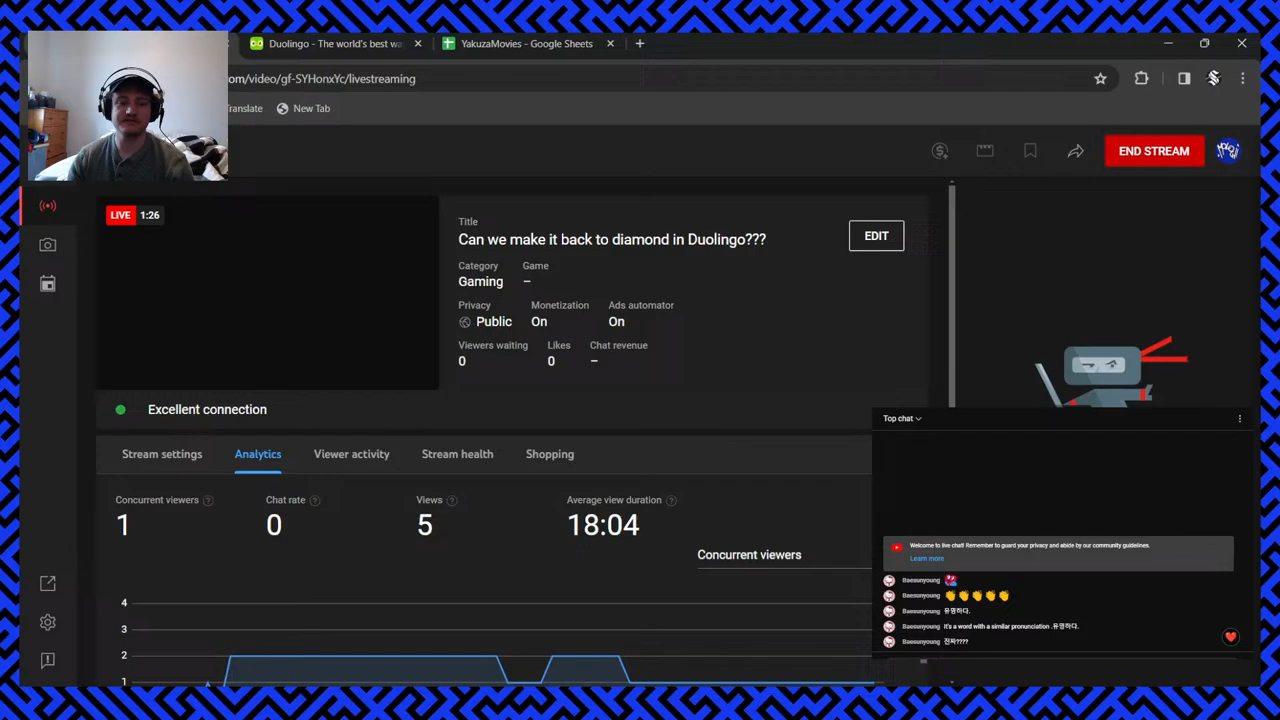 Duolingo - The world's best wa
YakuzaMovies - Google Sheets
om/video/gf-SYHonxYc/livestreaming
Translate
New Tab
END STREAM
LIVE 1:26
Title
Can we make it back to diamond in Duolingo???
EDIT
Category Game
Gaming –
Privacy Monetization Ads automator
Public On On
Viewers waiting Likes Chat revenue
0 0 –
Excellent connection
Top chat
Stream settings Analytics Viewer activity Stream health Shopping
Concurrent viewers Chat rate Views Average view duration
1 0 5 18:04
Concurrent viewers
4
3
2
1
Welcome to live chat! Remember to guard your privacy and abide by our community guidelines.
Learn more
Baesunyoung
Baesunyoung
Baesunyoung 유명하다.
Baesunyoung It's a word with a similar pronunciation .유명하다.
Baesunyoung 진짜????